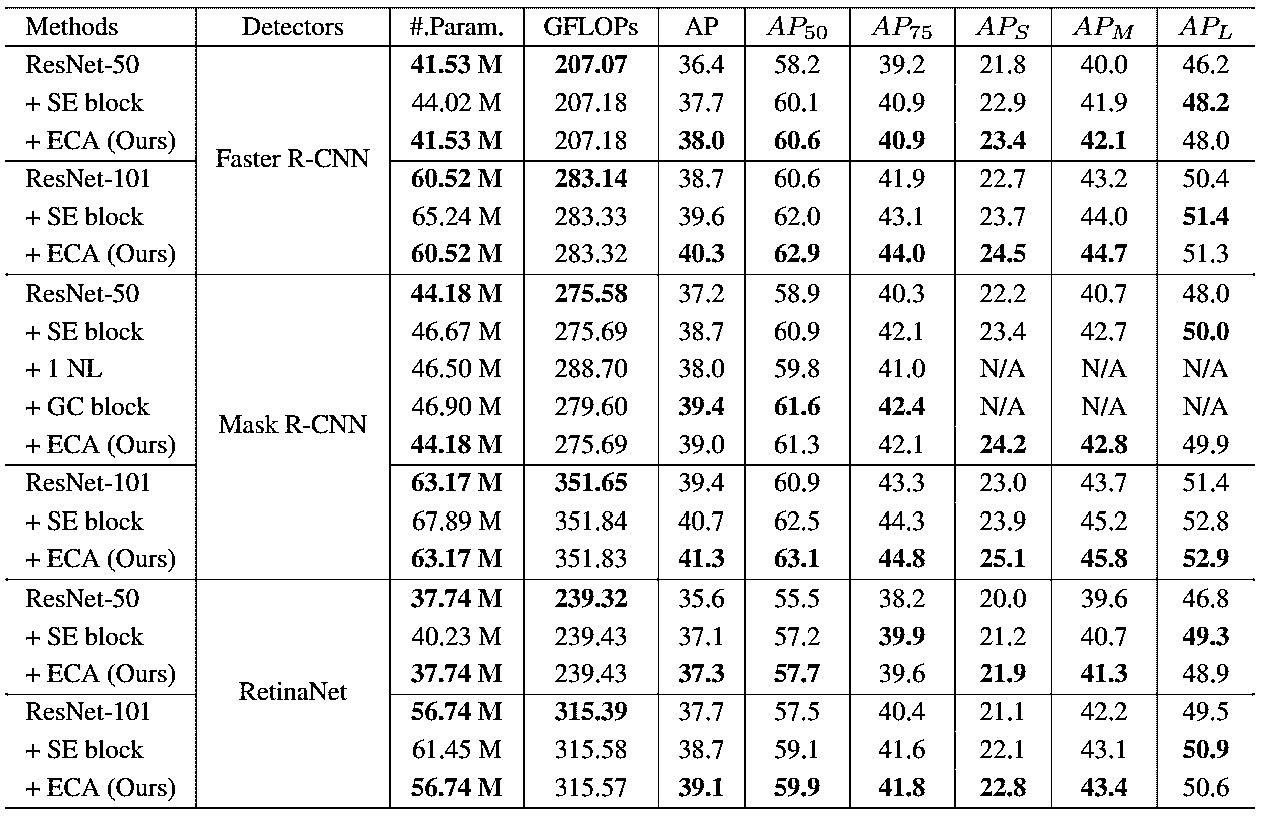 Methods Detectors #.Param. GFLOPs AP AP50 AP75 APS APM APL
ResNet-50 41.53 M 207.07 36.4 58.2 39.2 21.8 40.0 46.2
+ SE block 44.02 M 207.18 37.7 60.1 40.9 22.9 41.9 48.2
+ ECA (Ours) 41.53 M 207.18 38.0 60.6 40.9 23.4 42.1 48.0
Faster R-CNN
ResNet-101 60.52 M 283.14 38.7 60.6 41.9 22.7 43.2 50.4
+ SE block 65.24 M 283.33 39.6 62.0 43.1 23.7 44.0 51.4
+ ECA (Ours) 60.52 M 283.32 40.3 62.9 44.0 24.5 44.7 51.3
ResNet-50 44.18 M 275.58 37.2 58.9 40.3 22.2 40.7 48.0
+ SE block 46.67 M 275.69 38.7 60.9 42.1 23.4 42.7 50.0
+ 1 NL 46.50 M 288.70 38.0 59.8 41.0 N/A N/A N/A
+ GC block 46.90 M 279.60 39.4 61.6 42.4 N/A N/A N/A
Mask R-CNN
+ ECA (Ours) 44.18 M 275.69 39.0 61.3 42.1 24.2 42.8 49.9
ResNet-101 63.17 M 351.65 39.4 60.9 43.3 23.0 43.7 51.4
+ SE block 67.89 M 351.84 40.7 62.5 44.3 23.9 45.2 52.8
+ ECA (Ours) 63.17 M 351.83 41.3 63.1 44.8 25.1 45.8 52.9
ResNet-50 37.74 M 239.32 35.6 55.5 38.2 20.0 39.6 46.8
+ SE block 40.23 M 239.43 37.1 57.2 39.9 21.2 40.7 49.3
+ ECA (Ours) 37.74 M 239.43 37.3 57.7 39.6 21.9 41.3 48.9
RetinaNet
ResNet-101 56.74 M 315.39 37.7 57.5 40.4 21.1 42.2 49.5
+ SE block 61.45 M 315.58 38.7 59.1 41.6 22.1 43.1 50.9
+ ECA (Ours) 56.74 M 315.57 39.1 59.9 41.8 22.8 43.4 50.6